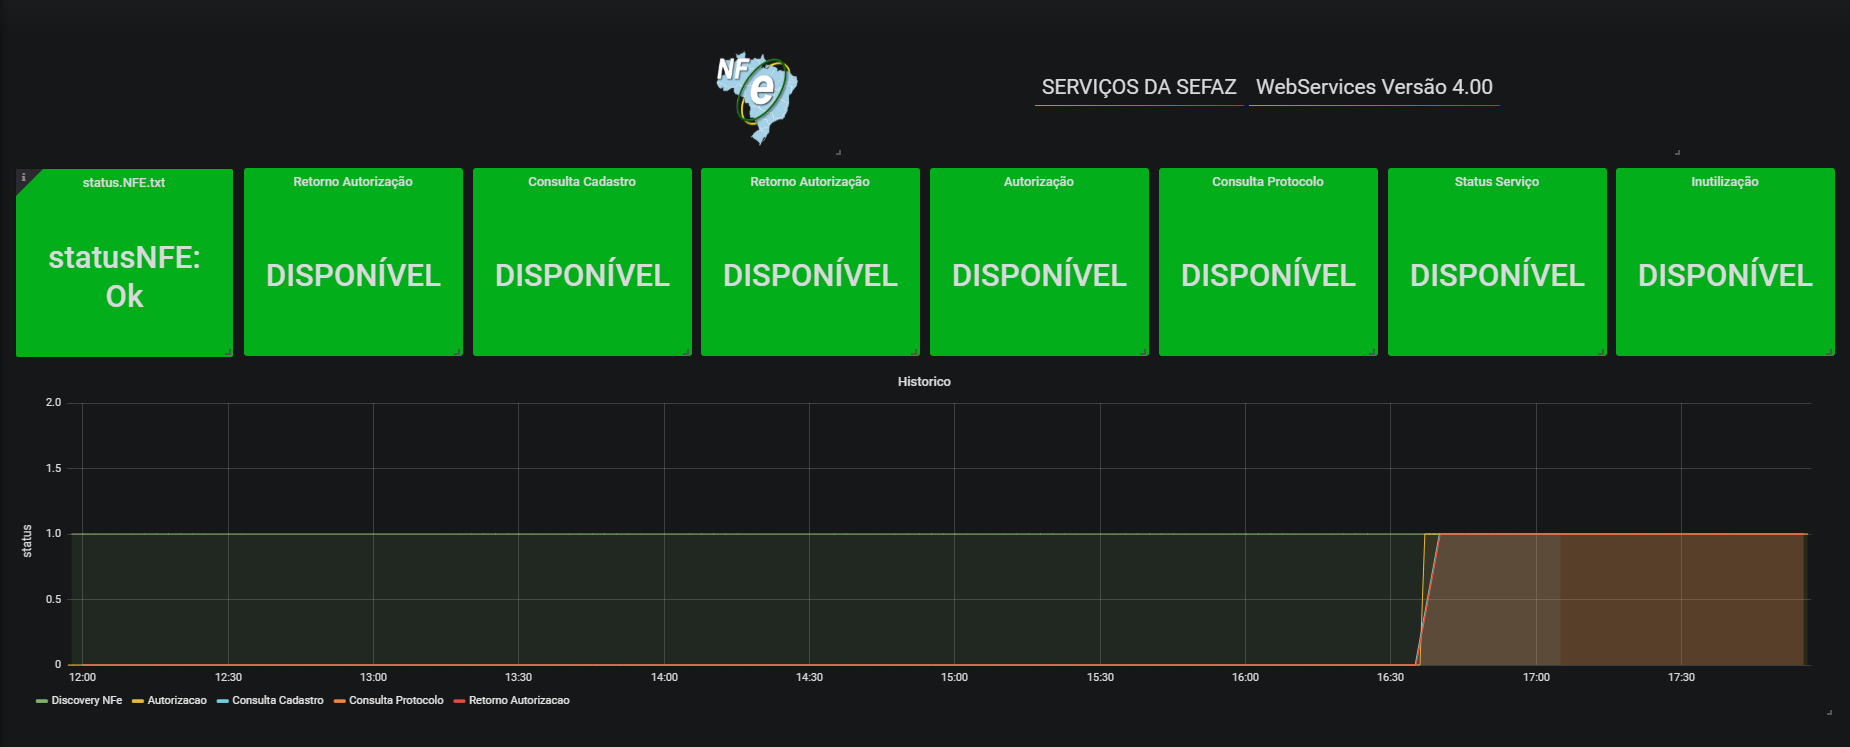 NF
e
SERVIÇOS DA SEFAZ WebServices Versão 4.00
i
status.NFE.txt
statusNFE:
Ok
Retorno Autorização
DISPONÍVEL
Consulta Cadastro
DISPONÍVEL
Retorno Autorização
DISPONÍVEL
Autorização
DISPONÍVEL
Consulta Protocolo
DISPONÍVEL
Status Serviço
DISPONÍVEL
Inutilização
DISPONÍVEL
Historico
2.0
1.5
1.0
0.5
0
status
12:00 12:30 13:00 13:30 14:00 14:30 15:00 15:30 16:00 16:30 17:00 17:30
Discovery NFe Autorizacao Consulta Cadastro Consulta Protocolo Retorno Autorizacao